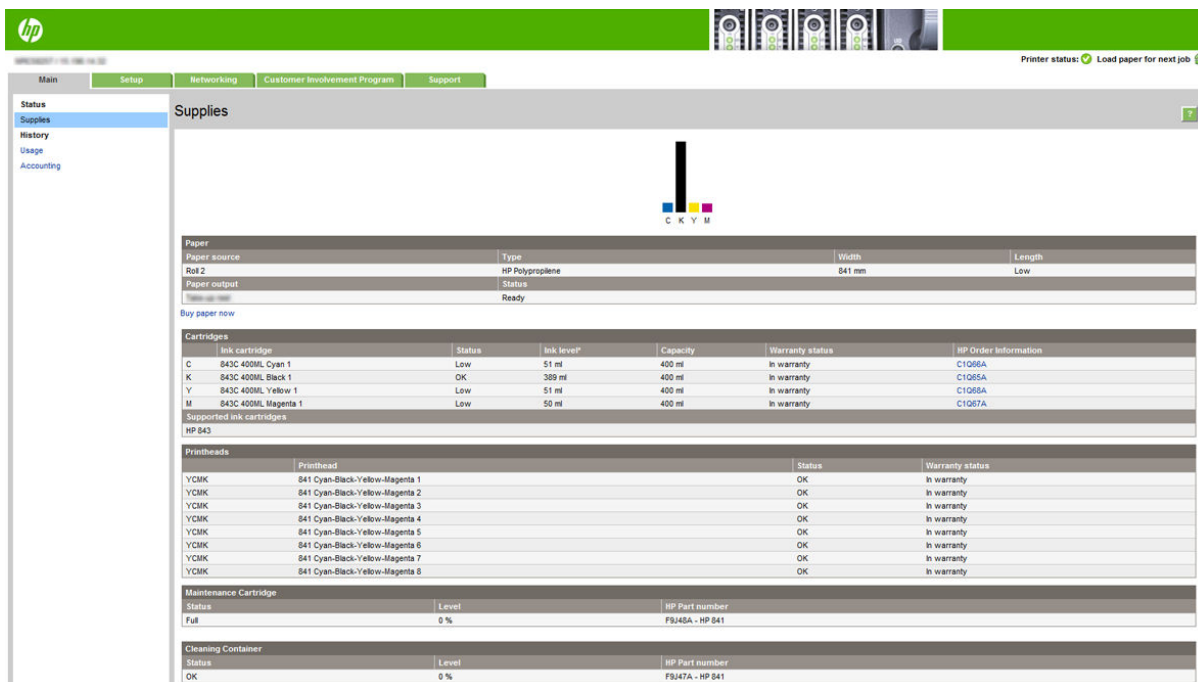 hp
Printer status: Load paper for next job
Main Setup Networking Customer Involvement Program Support
Status
Supplies
History
Usage
Accounting
Supplies
?
C K Y M
Paper
Paper source Type Width Length
Roll 2 HP Polypropilene 841 mm Low
Paper output Status
Ready
Buy paper now
Cartridges
Ink cartridge Status Ink level* Capacity Warranty status HP Order Information
C 843C 400ML Cyan 1 Low 51 ml 400 ml In warranty C1Q66A
K 843C 400ML Black 1 OK 389 ml 400 ml In warranty C1Q65A
Y 843C 400ML Yellow 1 Low 51 ml 400 ml In warranty C1Q68A
M 843C 400ML Magenta 1 Low 50 ml 400 ml In warranty C1Q67A
Supported ink cartridges
HP 843
Printheads
Printhead Status Warranty status
YCMK 841 Cyan-Black-Yellow-Magenta 1 OK In warranty
YCMK 841 Cyan-Black-Yellow-Magenta 2 OK In warranty
YCMK 841 Cyan-Black-Yellow-Magenta 3 OK In warranty
YCMK 841 Cyan-Black-Yellow-Magenta 4 OK In warranty
YCMK 841 Cyan-Black-Yellow-Magenta 5 OK In warranty
YCMK 841 Cyan-Black-Yellow-Magenta 6 OK In warranty
YCMK 841 Cyan-Black-Yellow-Magenta 7 OK In warranty
YCMK 841 Cyan-Black-Yellow-Magenta 8 OK In warranty
Maintenance Cartridge
Status Level HP Part number
Full 0 % F9J48A - HP 841
Cleaning Container
Status Level HP Part number
OK 0 % F9J47A - HP 841